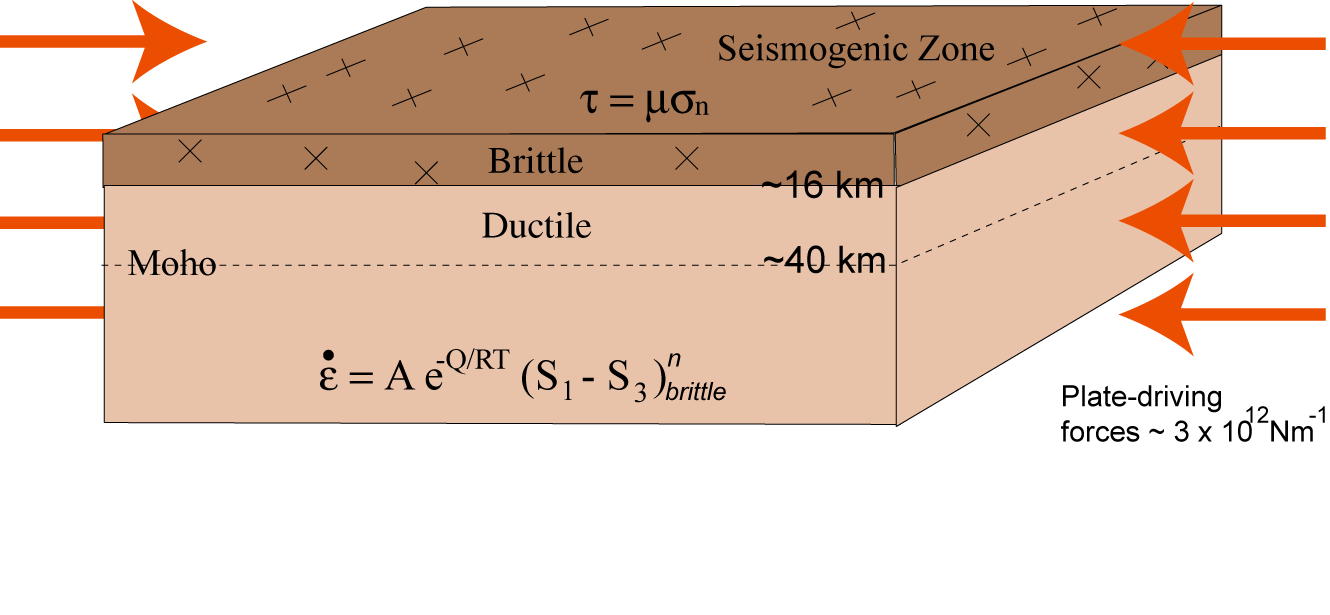 Seismogenic Zone
τ = μσn
Brittle
~16 km
Ductile
Moho
~40 km
ε̇ = A e-Q/RT (S1 - S3)nbrittle
Plate-driving
forces ~ 3 x 1012Nm-1